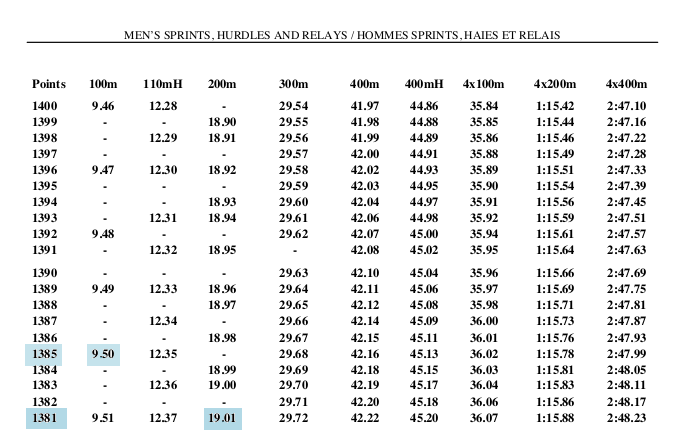 MEN'S SPRINTS, HURDLES AND RELAYS / HOMMES SPRINTS, HAIES ET RELAIS
Points 100m 110mH 200m 300m 400m 400mH 4x100m 4x200m 4x400m
1400 9.46 12.28 - 29.54 41.97 44.86 35.84 1:15.42 2:47.10
1399 - - 18.90 29.55 41.98 44.88 35.85 1:15.44 2:47.16
1398 - 12.29 18.91 29.56 41.99 44.89 35.86 1:15.46 2:47.22
1397 - - - 29.57 42.00 44.91 35.88 1:15.49 2:47.28
1396 9.47 12.30 18.92 29.58 42.02 44.93 35.89 1:15.51 2:47.33
1395 - - - 29.59 42.03 44.95 35.90 1:15.54 2:47.39
1394 - - 18.93 29.60 42.04 44.97 35.91 1:15.56 2:47.45
1393 - 12.31 18.94 29.61 42.06 44.98 35.92 1:15.59 2:47.51
1392 9.48 - - 29.62 42.07 45.00 35.94 1:15.61 2:47.57
1391 - 12.32 18.95 - 42.08 45.02 35.95 1:15.64 2:47.63
1390 - - - 29.63 42.10 45.04 35.96 1:15.66 2:47.69
1389 9.49 12.33 18.96 29.64 42.11 45.06 35.97 1:15.69 2:47.75
1388 - - 18.97 29.65 42.12 45.08 35.98 1:15.71 2:47.81
1387 - 12.34 - 29.66 42.14 45.09 36.00 1:15.73 2:47.87
1386 - - 18.98 29.67 42.15 45.11 36.01 1:15.76 2:47.93
1385 9.50 12.35 - 29.68 42.16 45.13 36.02 1:15.78 2:47.99
1384 - - 18.99 29.69 42.18 45.15 36.03 1:15.81 2:48.05
1383 - 12.36 19.00 29.70 42.19 45.17 36.04 1:15.83 2:48.11
1382 - - - 29.71 42.20 45.18 36.06 1:15.86 2:48.17
1381 9.51 12.37 19.01 29.72 42.22 45.20 36.07 1:15.88 2:48.23